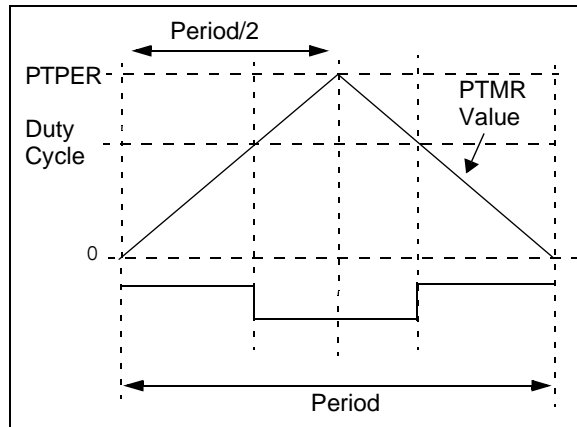 Period/2
PTPER
PTMR
Value
Duty
Cycle
0
Period